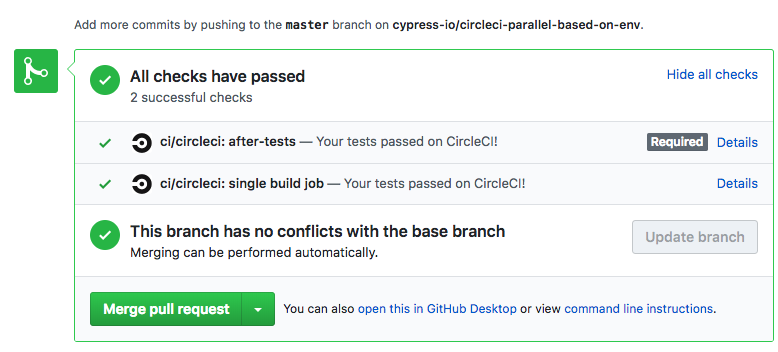 Add more commits by pushing to the master branch on cypress-io/circleci-parallel-based-on-env.
All checks have passed
Hide all checks
2 successful checks
ci/circleci: after-tests — Your tests passed on CircleCI!
Required
Details
ci/circleci: single build job — Your tests passed on CircleCI!
Details
This branch has no conflicts with the base branch
Merging can be performed automatically.
Update branch
Merge pull request
You can also open this in GitHub Desktop or view command line instructions.